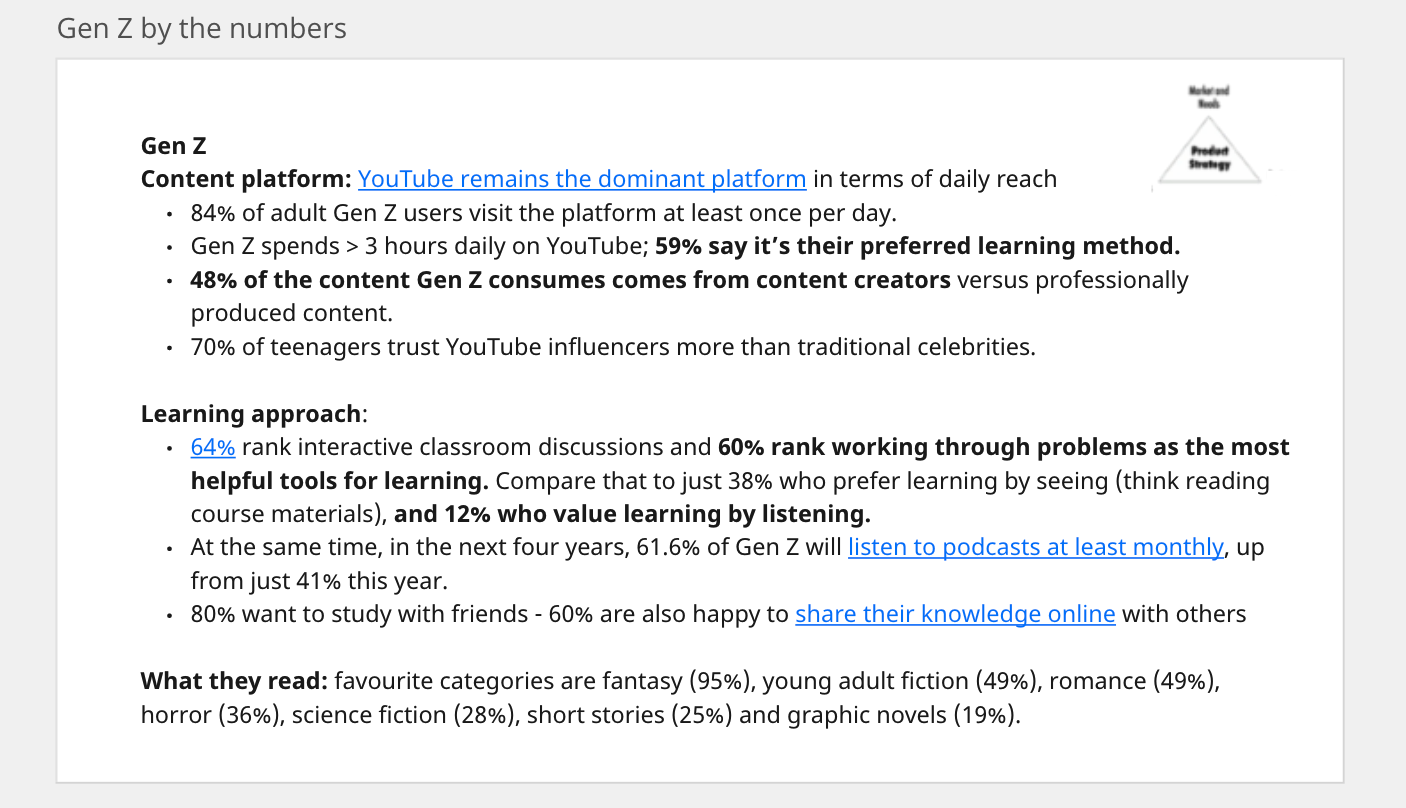 Gen Z by the numbers
Market and
Needs
Product
Strategy
Gen Z
Content platform: YouTube remains the dominant platform in terms of daily reach
• 84% of adult Gen Z users visit the platform at least once per day.
• Gen Z spends > 3 hours daily on YouTube; 59% say it’s their preferred learning method.
• 48% of the content Gen Z consumes comes from content creators versus professionally
produced content.
• 70% of teenagers trust YouTube influencers more than traditional celebrities.
Learning approach:
• 64% rank interactive classroom discussions and 60% rank working through problems as the most
helpful tools for learning. Compare that to just 38% who prefer learning by seeing (think reading
course materials), and 12% who value learning by listening.
• At the same time, in the next four years, 61.6% of Gen Z will listen to podcasts at least monthly, up
from just 41% this year.
• 80% want to study with friends - 60% are also happy to share their knowledge online with others
What they read: favourite categories are fantasy (95%), young adult fiction (49%), romance (49%),
horror (36%), science fiction (28%), short stories (25%) and graphic novels (19%).